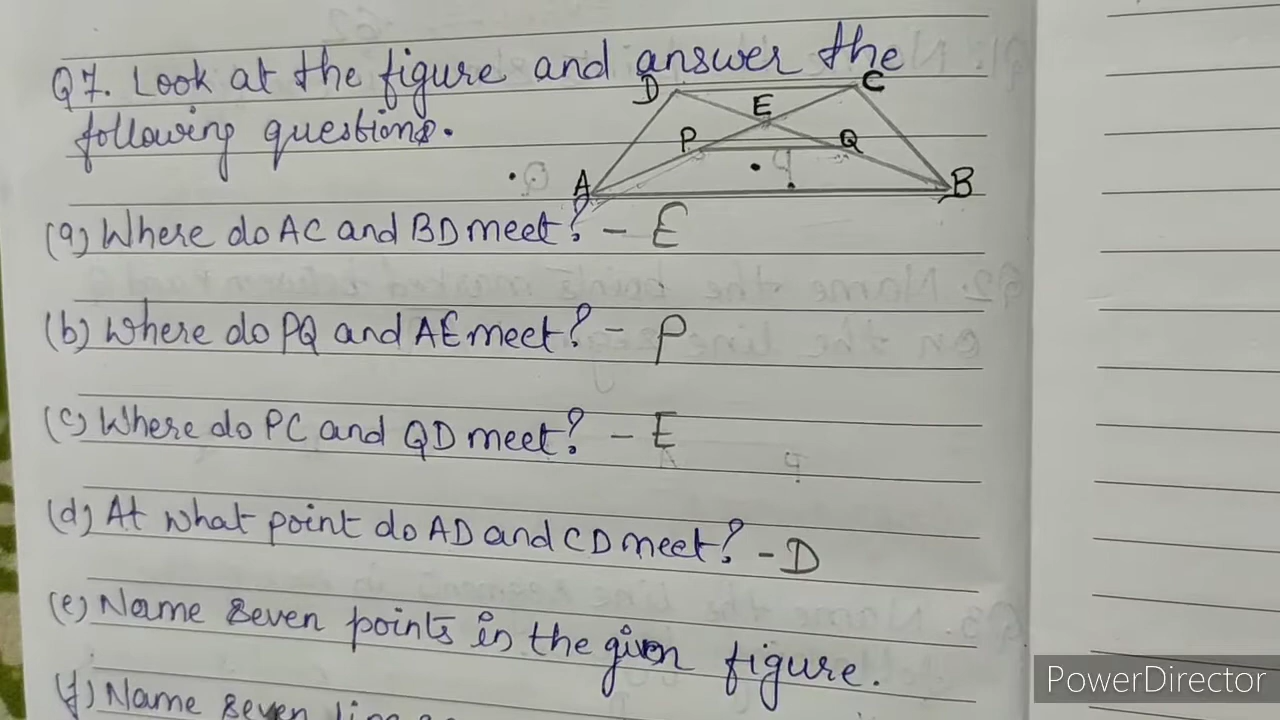 Q7. Look at the figure and answer the
following questions.
D C
E
P Q
A B
(a) Where do AC and BD meet? - E
(b) Where do PQ and AE meet? - P
(c) Where do PC and QD meet? - E
(d) At what point do AD and CD meet? - D
(e) Name seven points in the given figure.
(f) Name seven
PowerDirector